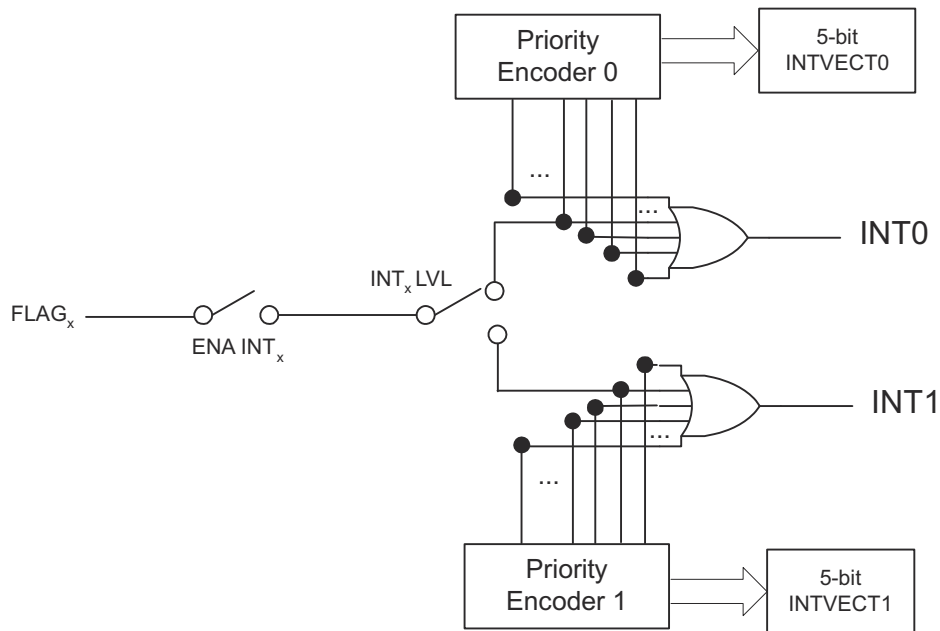 Priority
Encoder 0
5-bit
INTVECT0
...
...
INT0
INTx LVL
FLAGx
ENA INTx
INT1
...
...
Priority
Encoder 1
5-bit
INTVECT1